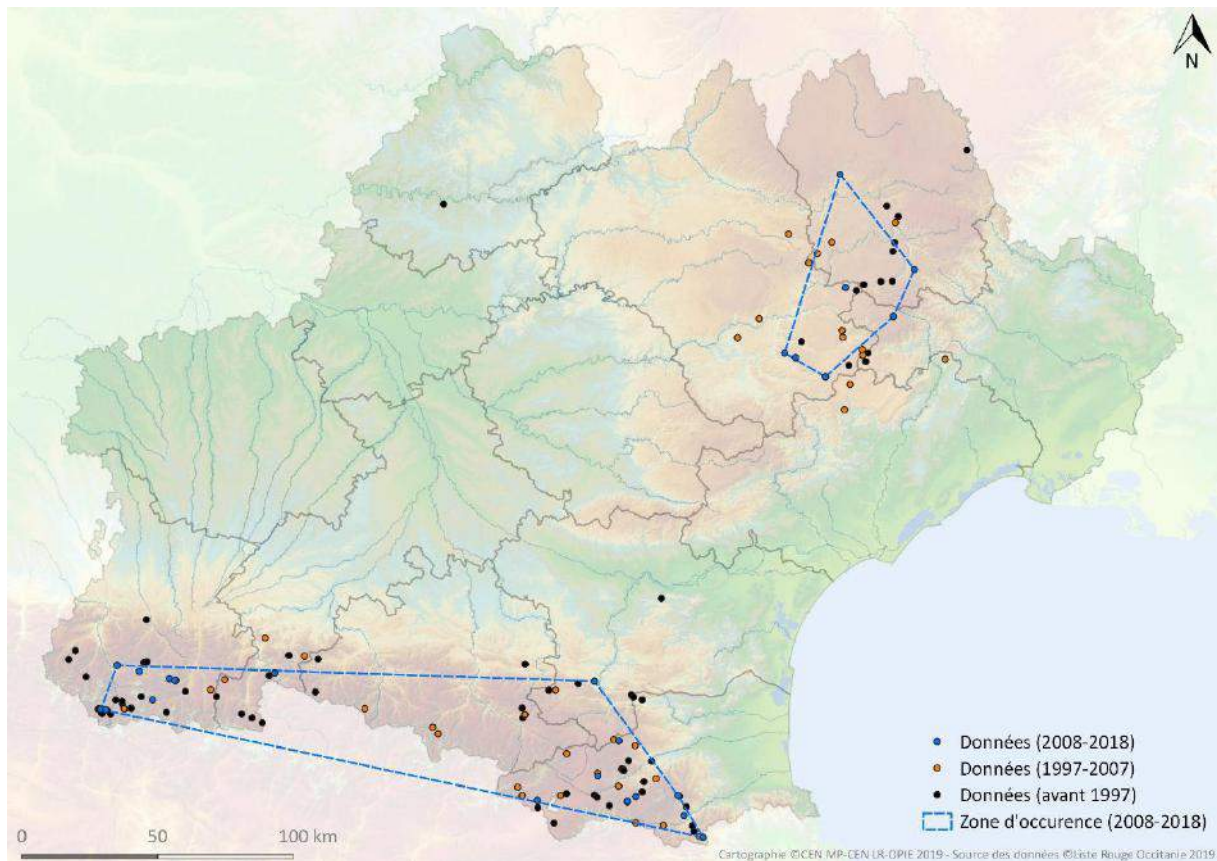 N
Données (2008-2018)
Données (1997-2007)
Données (avant 1997)
Zone d'occurence (2008-2018)
0 50 100 km
Cartographie ©CEN MP-CEN LR-OPIE 2019 - Source des données ©Liste Rouge Occitanie 2019